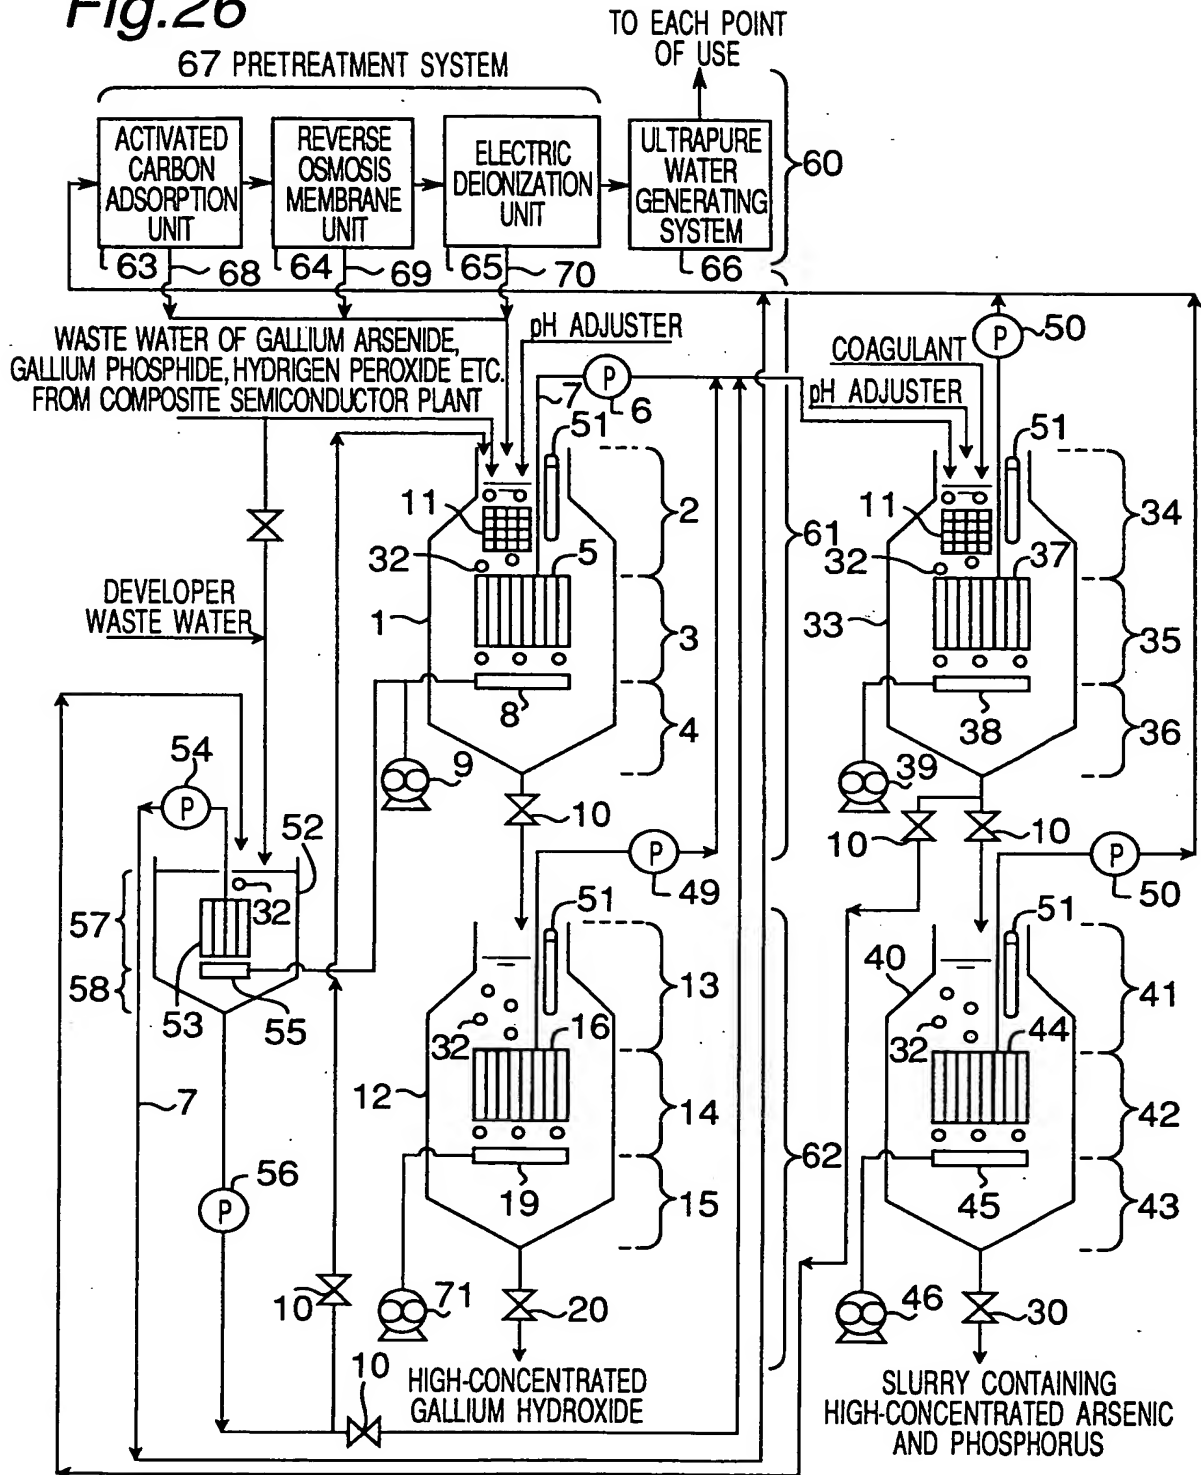 Fig.26
TO EACH POINT
OF USE
67 PRETREATMENT SYSTEM
ACTIVATED
CARBON
ADSORPTION
UNIT
REVERSE
OSMOSIS
MEMBRANE
UNIT
ELECTRIC
DEIONIZATION
UNIT
ULTRAPURE
WATER
GENERATING
SYSTEM
60
63
68
64
69
65
70
66
WASTE WATER OF GALLIUM ARSENIDE,
GALLIUM PHOSPHIDE, HYDRIGEN PEROXIDE ETC.
FROM COMPOSITE SEMICONDUCTOR PLANT
pH ADJUSTER
P
7
6
51
COAGULANT
pH ADJUSTER
P
50
51
11
32
5
1
2
3
4
8
9
10
61
11
32
37
33
34
35
36
38
39
10
10
DEVELOPER
WASTE WATER
54
P
52
32
57
58
53
55
7
56
P
10
10
P
49
51
13
32
16
12
14
19
15
71
20
62
P
50
51
40
41
32
44
42
45
43
46
30
HIGH-CONCENTRATED
GALLIUM HYDROXIDE
SLURRY CONTAINING
HIGH-CONCENTRATED ARSENIC
AND PHOSPHORUS